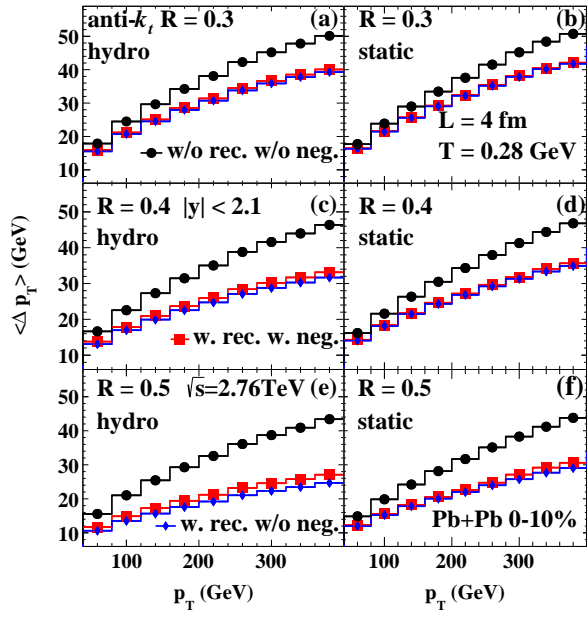 anti-k_t R = 0.3 (a)
hydro
w/o rec. w/o neg.
50
40
30
20
10
R = 0.3 (b)
static
L = 4 fm
T = 0.28 GeV
R = 0.4 |y| < 2.1 (c)
hydro
w. rec. w. neg.
50
40
30
20
10
R = 0.4 (d)
static
<Δ p_T> (GeV)
R = 0.5 √s=2.76TeV (e)
hydro
w. rec. w/o neg.
50
40
30
20
10
R = 0.5 (f)
static
Pb+Pb 0-10%
100 200 300
100 200 300
p_T (GeV)
p_T (GeV)